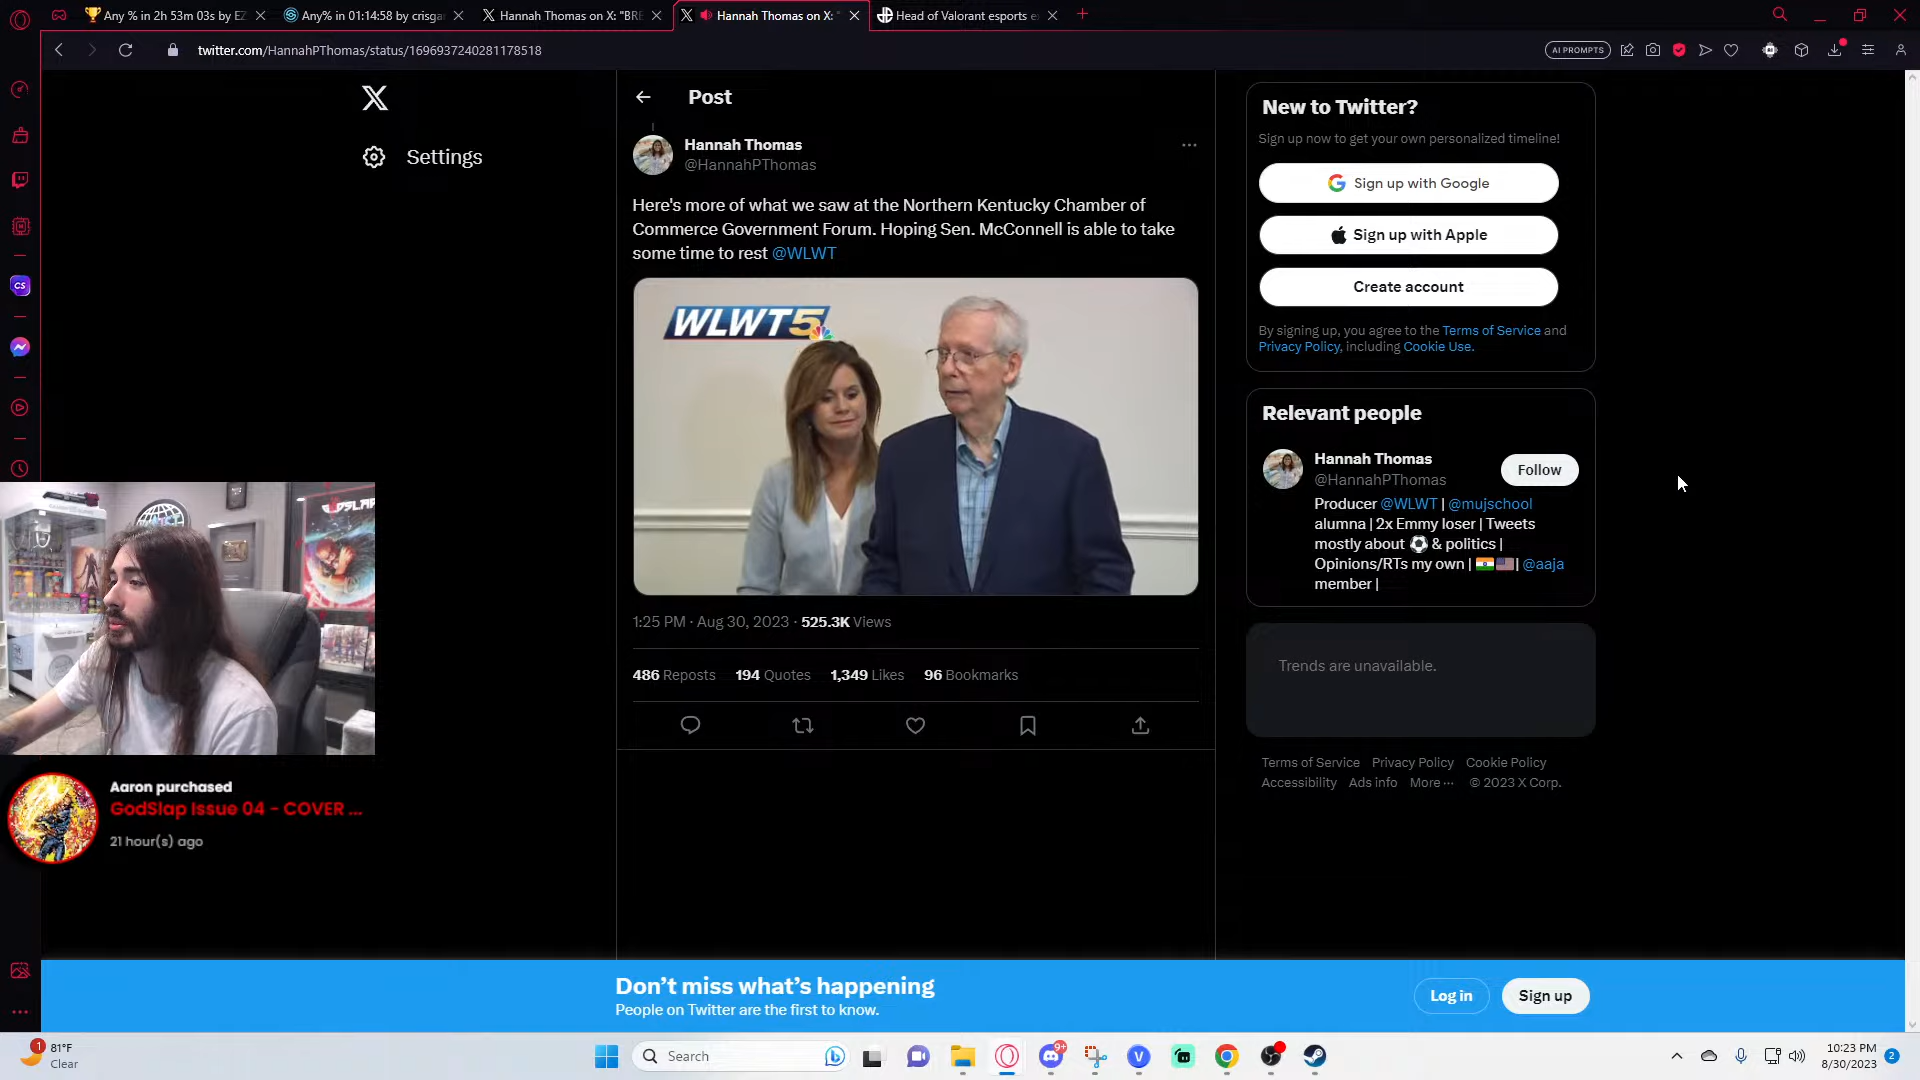 Any % in 2h 53m 03s by EZ
Any% in 01:14:58 by crisgar
Hannah Thomas on X: "BRE
Hannah Thomas on X: "
Head of Valorant esports e
twitter.com/HannahPThomas/status/1696937240281178518
AI PROMPTS
Settings
Post
Hannah Thomas
@HannahPThomas
Here's more of what we saw at the Northern Kentucky Chamber of
Commerce Government Forum. Hoping Sen. McConnell is able to take
some time to rest @WLWT
WLWT5
1:25 PM · Aug 30, 2023 · 525.3K Views
486 Reposts 194 Quotes 1,349 Likes 96 Bookmarks
New to Twitter?
Sign up now to get your own personalized timeline!
Sign up with Google
Sign up with Apple
Create account
By signing up, you agree to the Terms of Service and
Privacy Policy, including Cookie Use.
Relevant people
Hannah Thomas
@HannahPThomas
Follow
Producer @WLWT | @mujschool
alumna | 2x Emmy loser | Tweets
mostly about ⚽ & politics |
Opinions/RTs my own | 🇮🇳🇺🇸| @aaja
member |
Trends are unavailable.
Terms of Service Privacy Policy Cookie Policy
Accessibility Ads info More ··· © 2023 X Corp.
CS
Aaron purchased
GodSlap Issue 04 - COVER ...
21 hour(s) ago
Don't miss what's happening
People on Twitter are the first to know.
Log in
Sign up
1
81°F
Clear
Search
9+
V
10:23 PM
8/30/2023
2